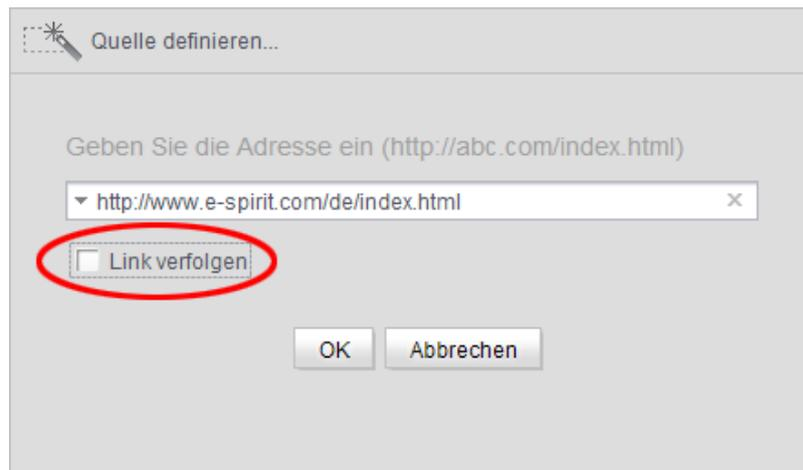 Quelle definieren...
Geben Sie die Adresse ein (http://abc.com/index.html)
http://www.e-spirit.com/de/index.html
Link verfolgen
OK Abbrechen